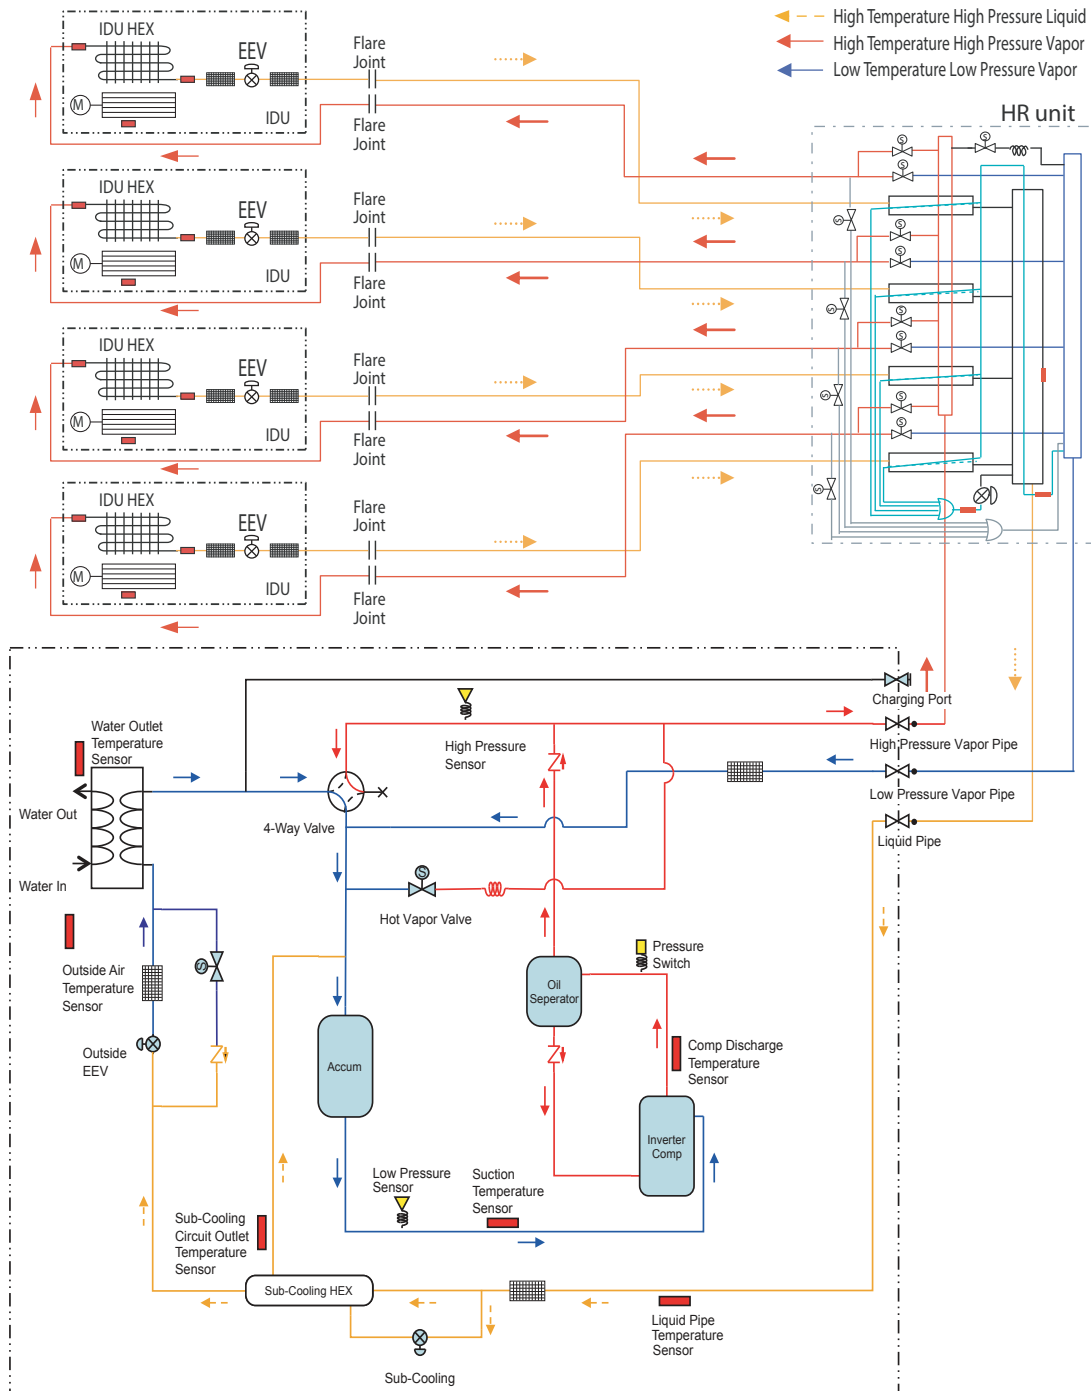 High Temperature High Pressure Liquid
High Temperature High Pressure Vapor
Low Temperature Low Pressure Vapor
HR unit
IDU HEX
EEV
M
IDU
Flare
Joint
Flare
Joint
IDU HEX
EEV
M
IDU
Flare
Joint
Flare
Joint
IDU HEX
EEV
M
IDU
Flare
Joint
Flare
Joint
IDU HEX
EEV
M
IDU
Flare
Joint
Flare
Joint
S
S
S
S
S
S
S
S
S
S
S
S
S
Charging Port
High Pressure Vapor Pipe
Low Pressure Vapor Pipe
Liquid Pipe
High Pressure
Sensor
Water Outlet
Temperature
Sensor
Water Out
Water In
4-Way Valve
S
Hot Vapor Valve
Outside Air
Temperature
Sensor
S
Outside
EEV
Accum
Oil
Seperator
Pressure
Switch
Comp Discharge
Temperature
Sensor
Inverter
Comp
Low Pressure
Sensor
Suction
Temperature
Sensor
Sub-Cooling
Circuit Outlet
Temperature
Sensor
Sub-Cooling HEX
Sub-Cooling
Liquid Pipe
Temperature
Sensor